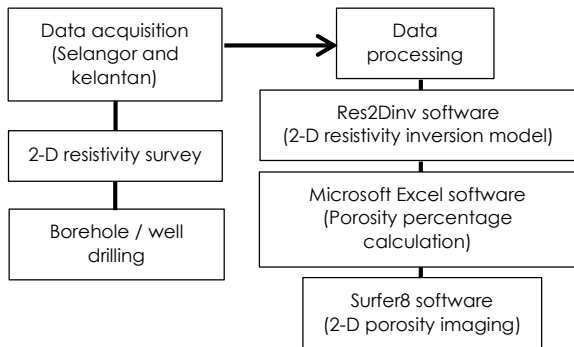 Data acquisition
(Selangor and
kelantan)
2-D resistivity survey
Borehole / well
drilling
Data
processing
Res2Dinv software
(2-D resistivity inversion model)
Microsoft Excel software
(Porosity percentage
calculation)
Surfer8 software
(2-D porosity imaging)